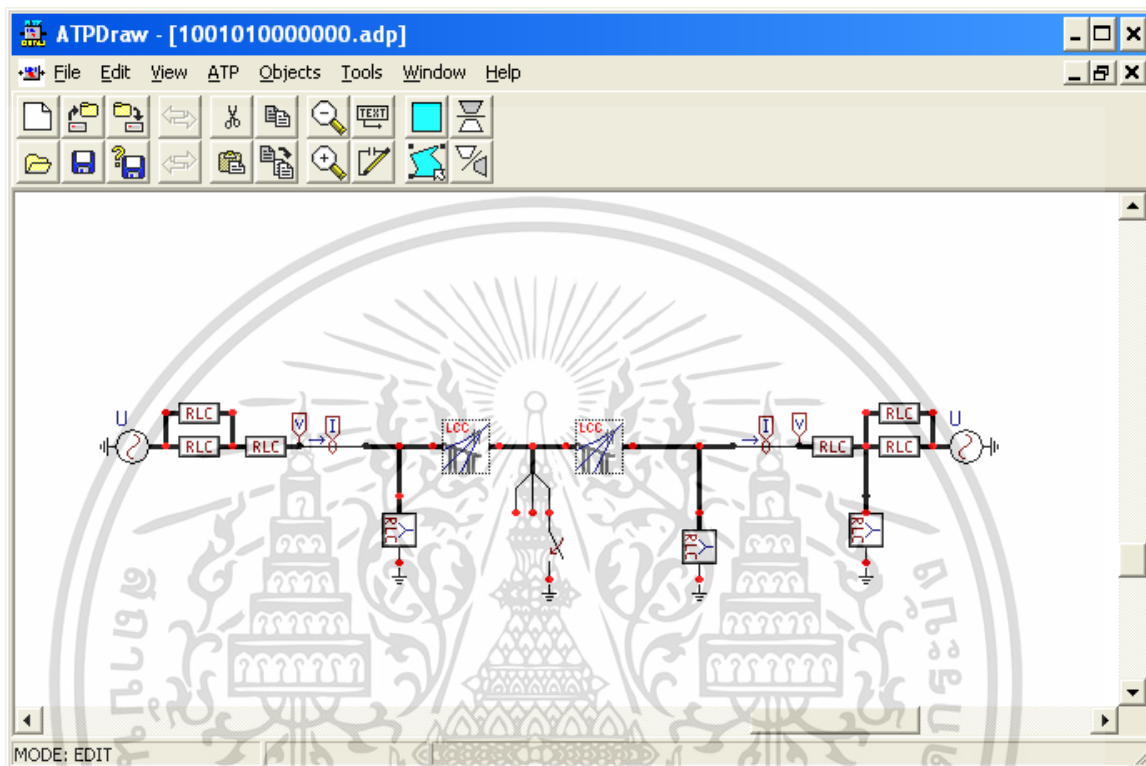 ATPDraw - [1001010000000.adp]
File Edit View ATP Objects Tools Window Help
TEXT
U RLC V I LCC LCC I V RLC U
RLC RLC RLC RLC
RLC RLC RLC
MODE: EDIT